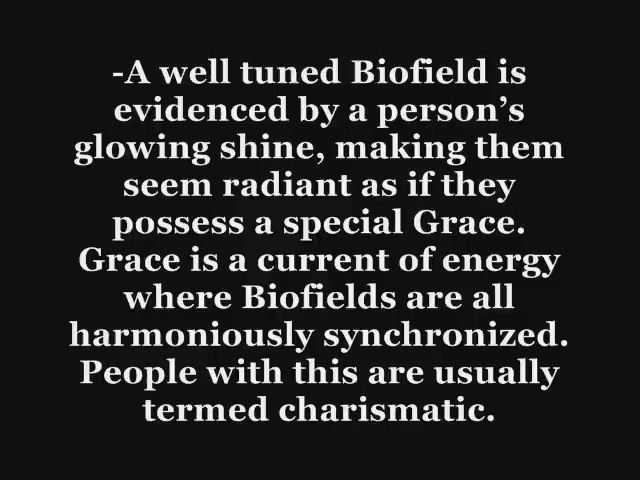 -A well tuned Biofield is
evidenced by a person’s
glowing shine, making them
seem radiant as if they
possess a special Grace.
Grace is a current of energy
where Biofields are all
harmoniously synchronized.
People with this are usually
termed charismatic.